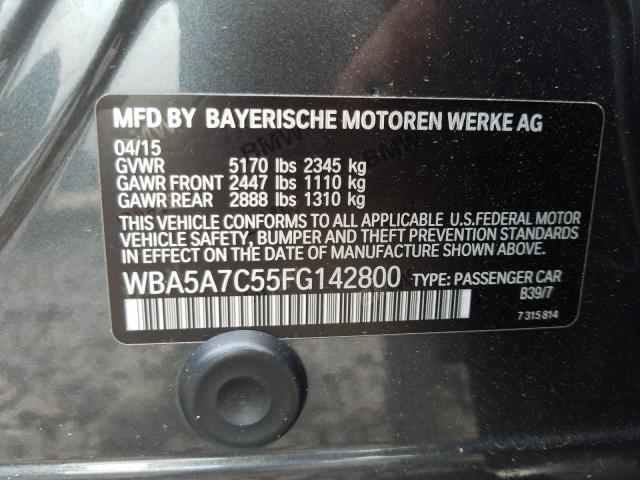 MFD BY BAYERISCHE MOTOREN WERKE AG
04/15
GVWR 5170 lbs 2345 kg
GAWR FRONT 2447 lbs 1110 kg
GAWR REAR 2888 lbs 1310 kg
THIS VEHICLE CONFORMS TO ALL APPLICABLE U.S.FEDERAL MOTOR
VEHICLE SAFETY, BUMPER AND THEFT PREVENTION STANDARDS
IN EFFECT ON THE DATE OF MANUFACTURE SHOWN ABOVE.
WBA5A7C55FG142800 TYPE: PASSENGER CAR
B39/7
7 315 814